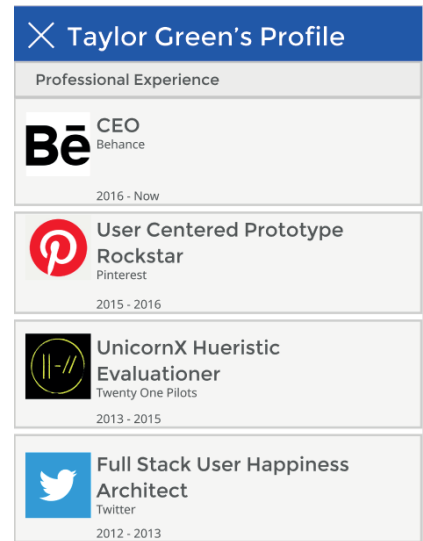 Taylor Green's Profile
Professional Experience
Bē
CEO
Behance
2016 - Now
User Centered Prototype
Rockstar
Pinterest
2015 - 2016
UnicornX Hueristic
Evaluationer
Twenty One Pilots
2013 - 2015
Full Stack User Happiness
Architect
Twitter
2012 - 2013